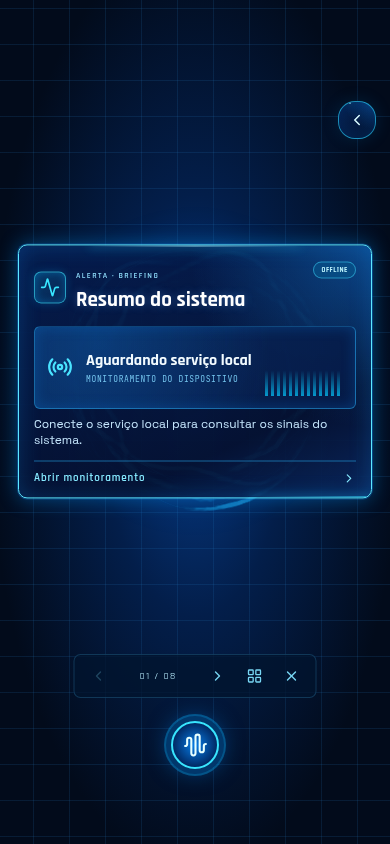 OFFLINE
ALERTA · BRIEFING
Resumo do sistema
Aguardando serviço local
MONITORAMENTO DO DISPOSITIVO
Conecte o serviço local para consultar os sinais do
sistema.
Abrir monitoramento
01 / 08